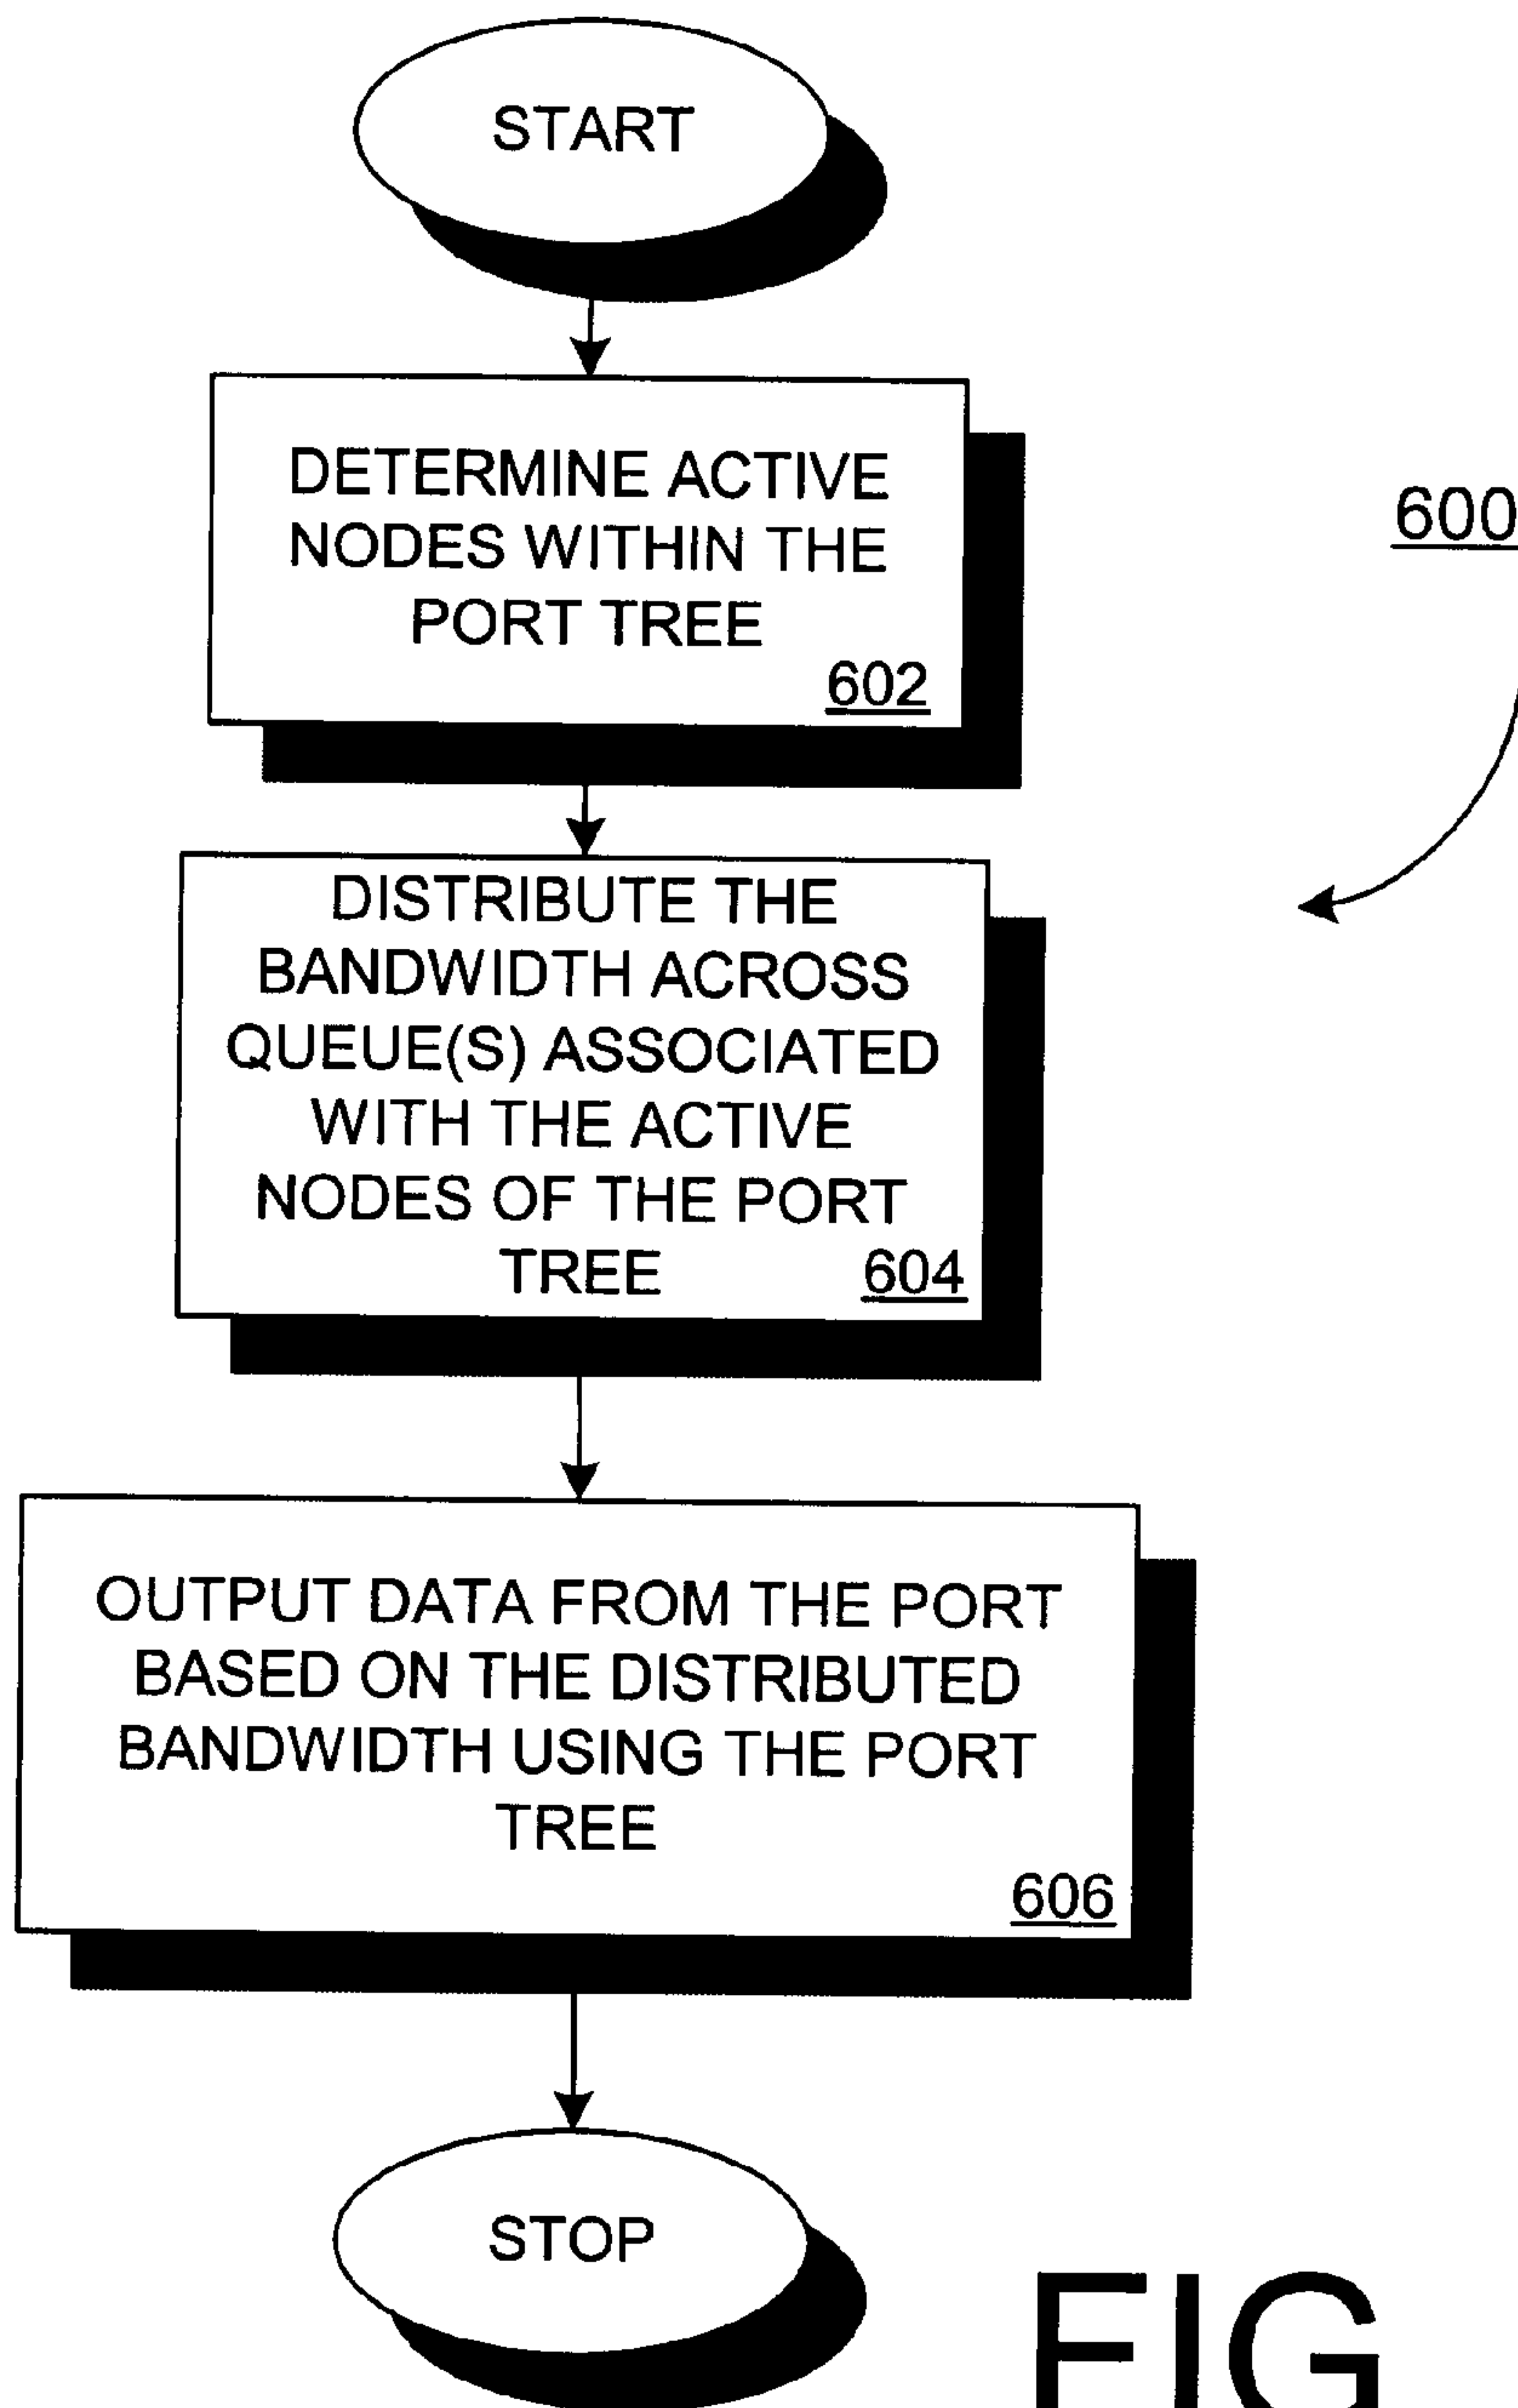 START
DETERMINE ACTIVE
NODES WITHIN THE
PORT TREE
602
600
DISTRIBUTE THE
BANDWIDTH ACROSS
QUEUE(S) ASSOCIATED
WITH THE ACTIVE
NODES OF THE PORT
TREE
604
OUTPUT DATA FROM THE PORT
BASED ON THE DISTRIBUTED
BANDWIDTH USING THE PORT
TREE
606
STOP
FIG